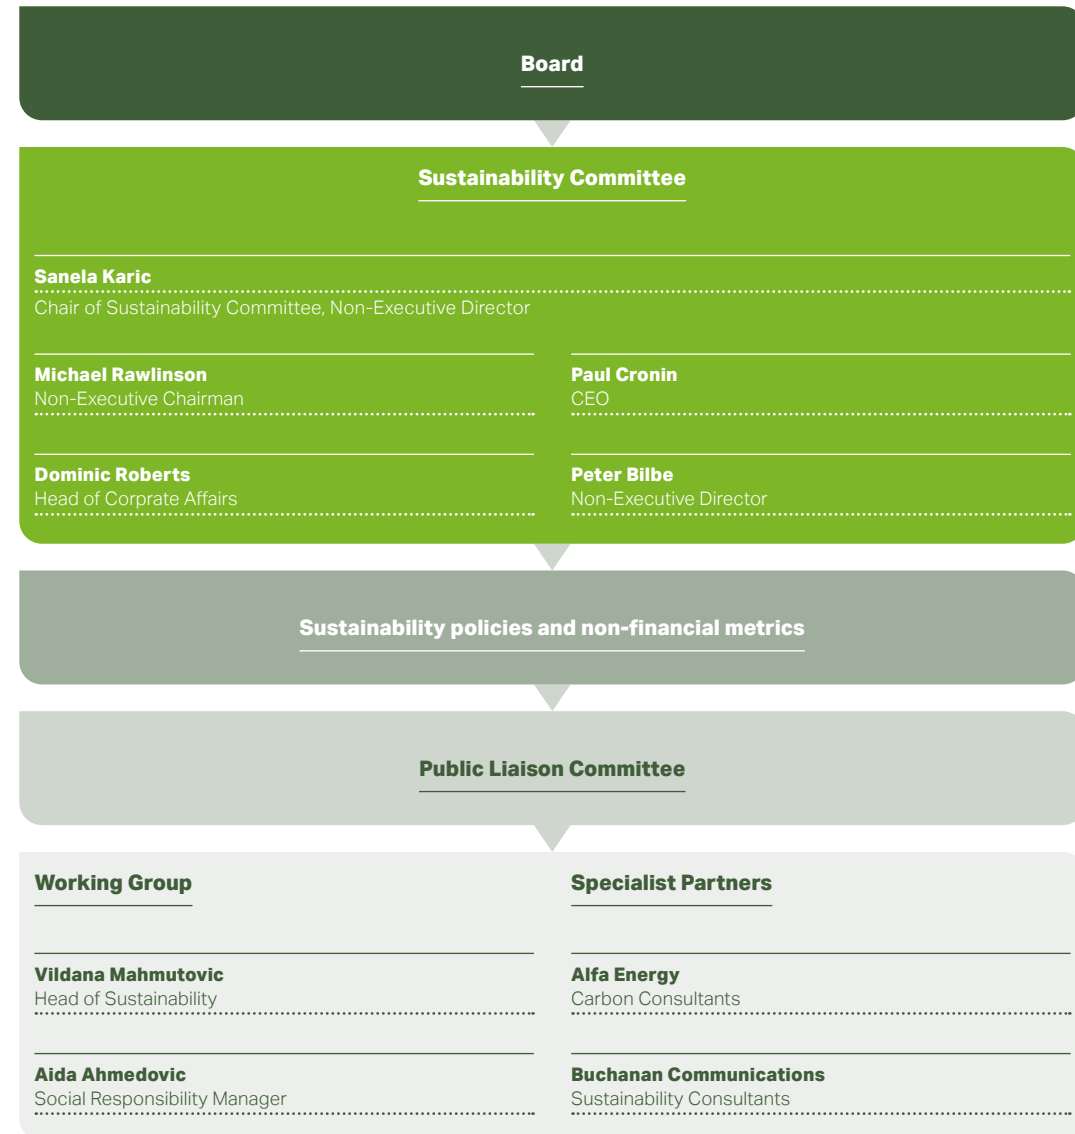 Board
Sustainability Committee
Sanela Karic
Chair of Sustainability Committee, Non-Executive Director
Michael Rawlinson
Non-Executive Chairman
Paul Cronin
CEO
Dominic Roberts
Head of Corprate Affairs
Peter Bilbe
Non-Executive Director
Sustainability policies and non-financial metrics
Public Liaison Committee
Working Group
Vildana Mahmutovic
Head of Sustainability
Aida Ahmedovic
Social Responsibility Manager
Specialist Partners
Alfa Energy
Carbon Consultants
Buchanan Communications
Sustainability Consultants